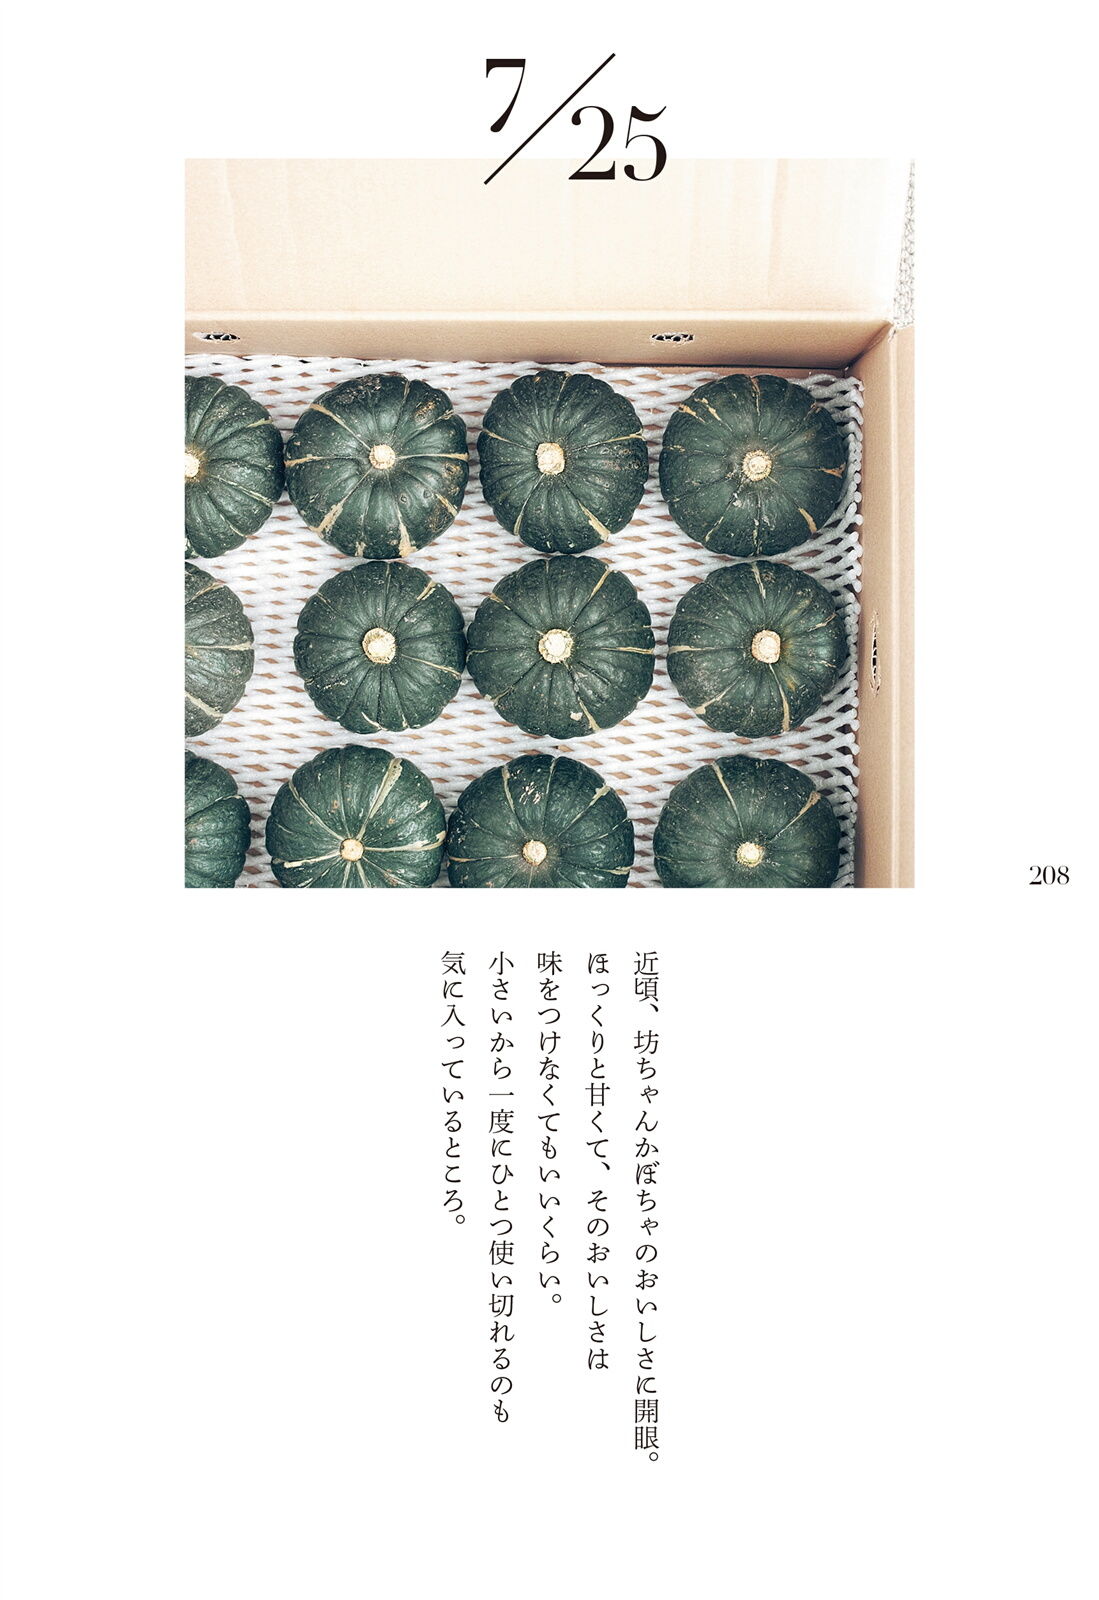 7/25
208
近頃、坊ちゃんかぼちゃのおいしさに開眼。
ほっくりと甘くて、そのおいしさは
味をつけなくてもいいくらい。
小さいから一度にひとつ使い切れるのも
気に入っているところ。